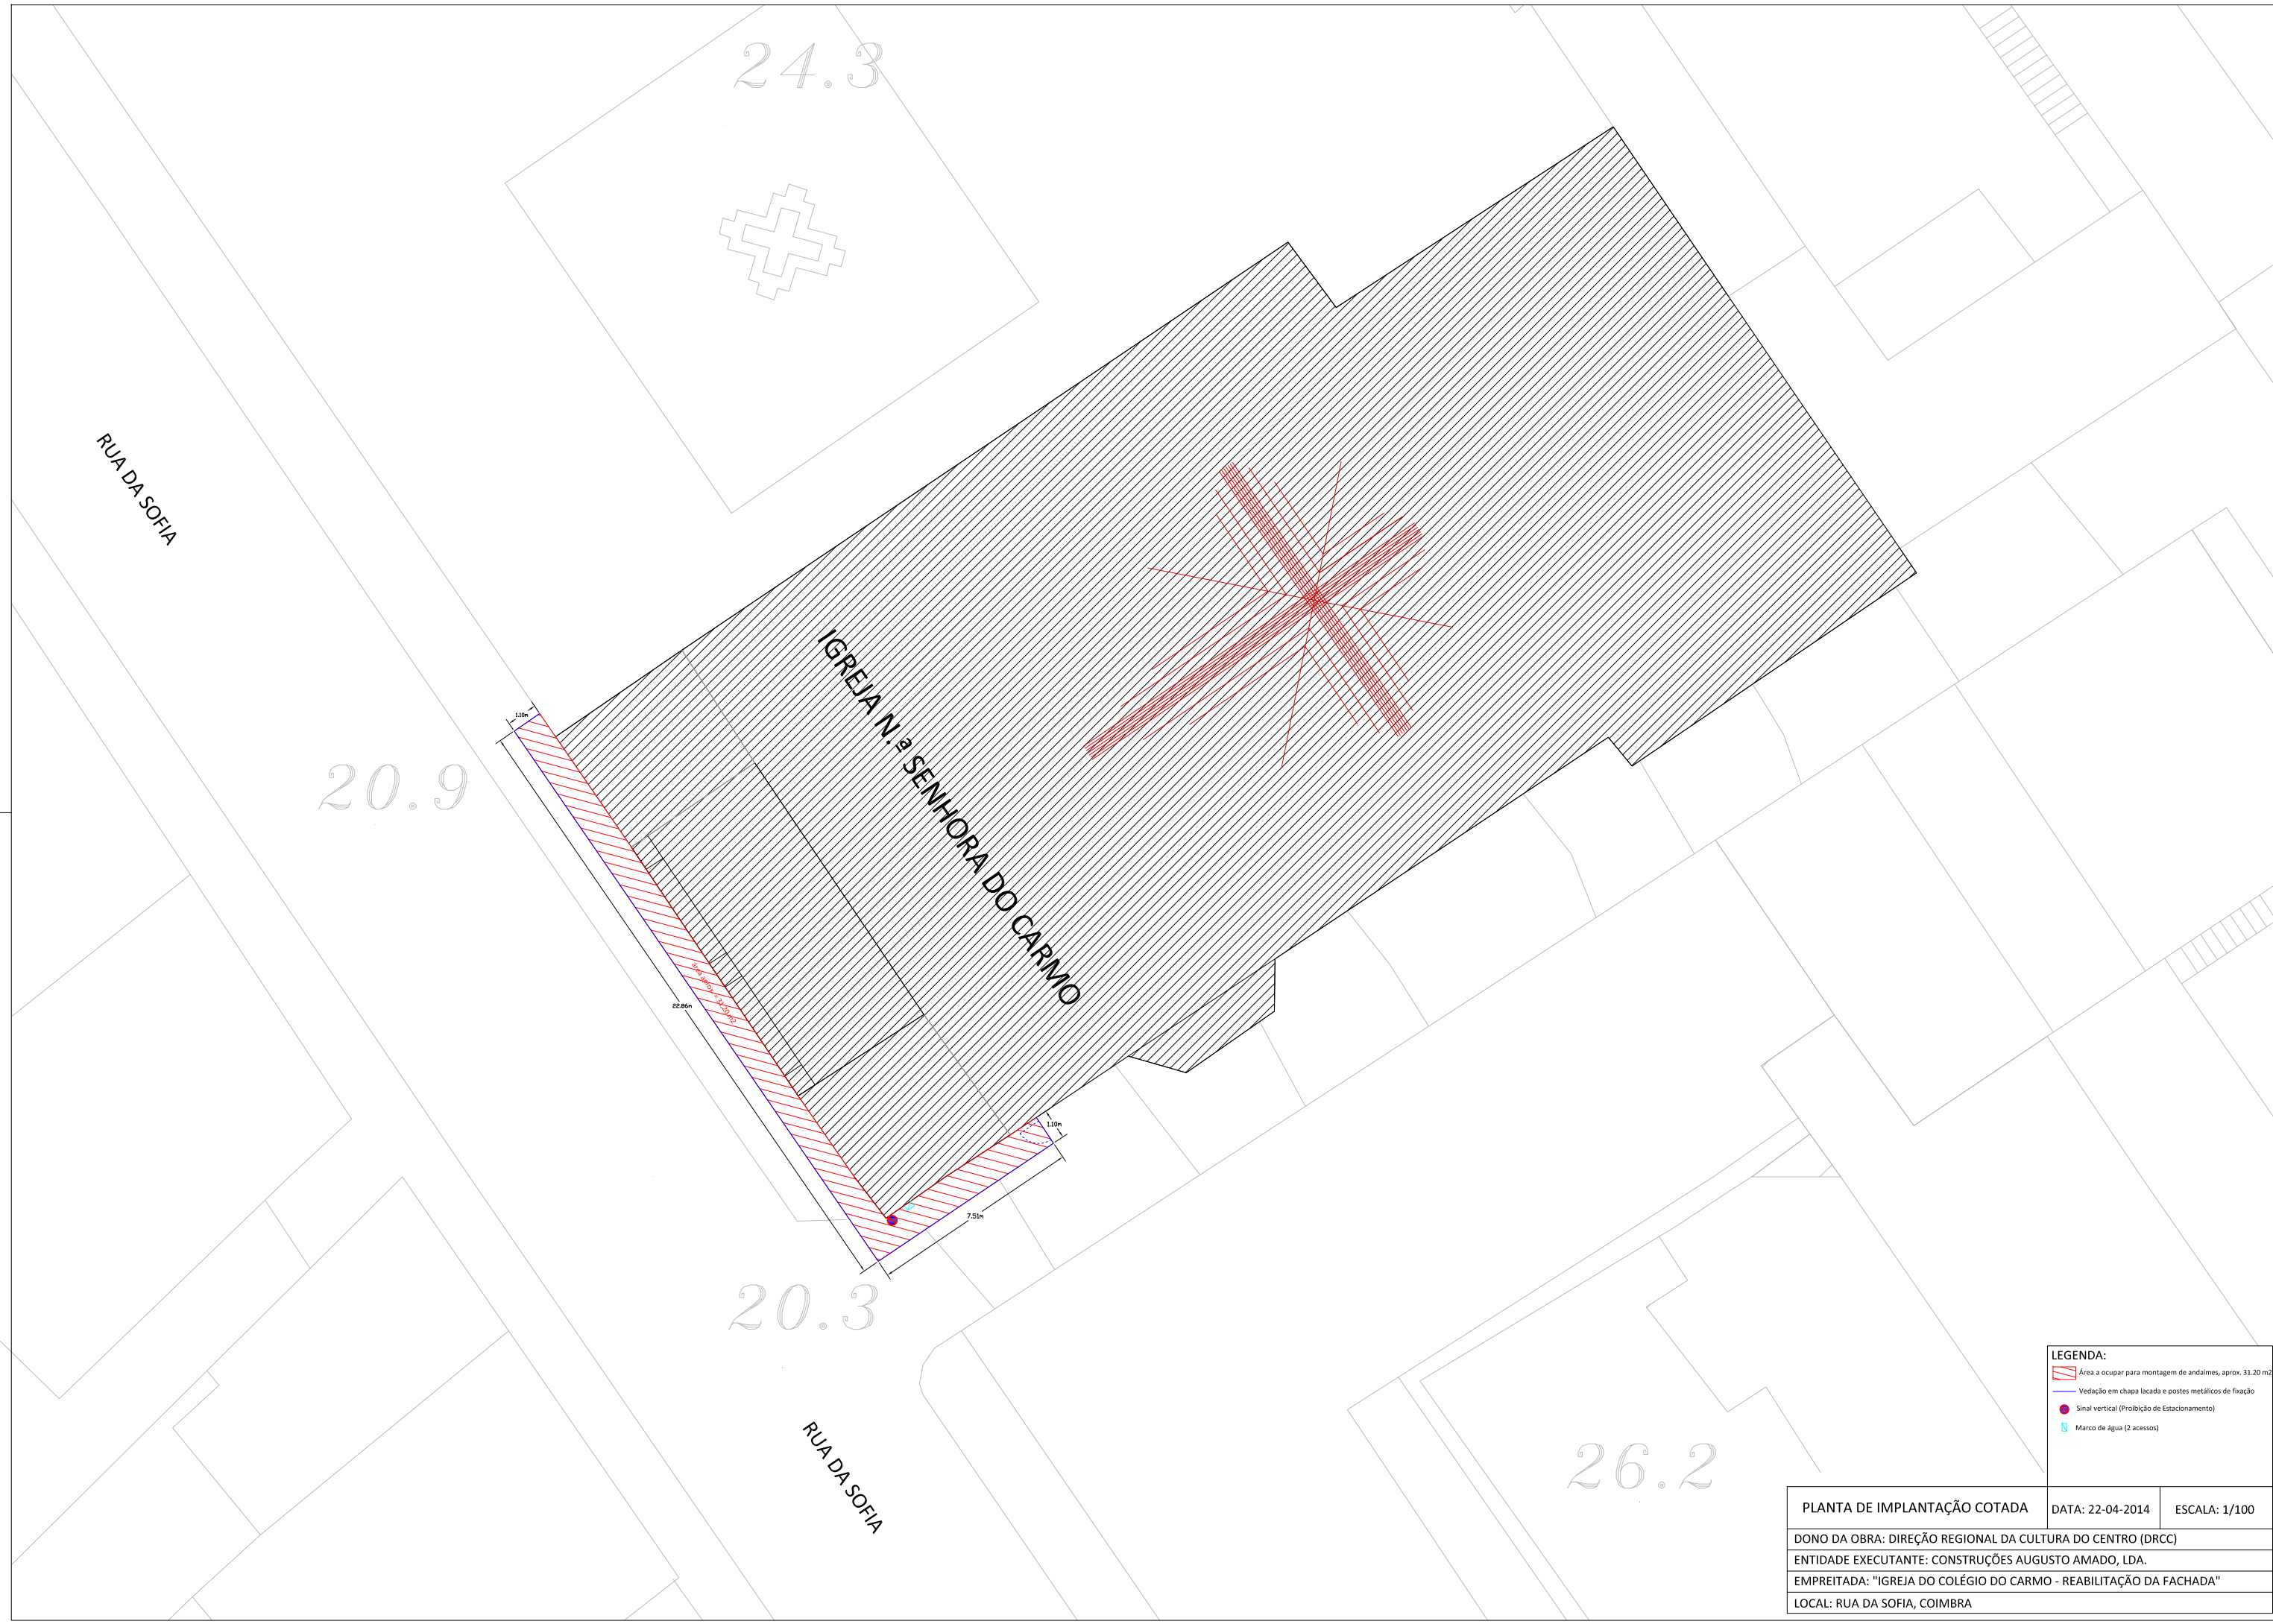 24.3
RUA DA SOFIA
IGREJA N.ª SENHORA DO CARMO
1.10m
20.9
área aprox. = 31.20 m2
22.86m
1.10m
7.51m
20.3
RUA DA SOFIA
26.2
LEGENDA:
Área a ocupar para montagem de andaimes, aprox. 31.20 m2
Vedação em chapa lacada e postes metálicos de fixação
Sinal vertical (Proibição de Estacionamento)
Marco de água (2 acessos)
PLANTA DE IMPLANTAÇÃO COTADA
DATA: 22-04-2014
ESCALA: 1/100
DONO DA OBRA: DIREÇÃO REGIONAL DA CULTURA DO CENTRO (DRCC)
ENTIDADE EXECUTANTE: CONSTRUÇÕES AUGUSTO AMADO, LDA.
EMPREITADA: "IGREJA DO COLÉGIO DO CARMO - REABILITAÇÃO DA FACHADA"
LOCAL: RUA DA SOFIA, COIMBRA